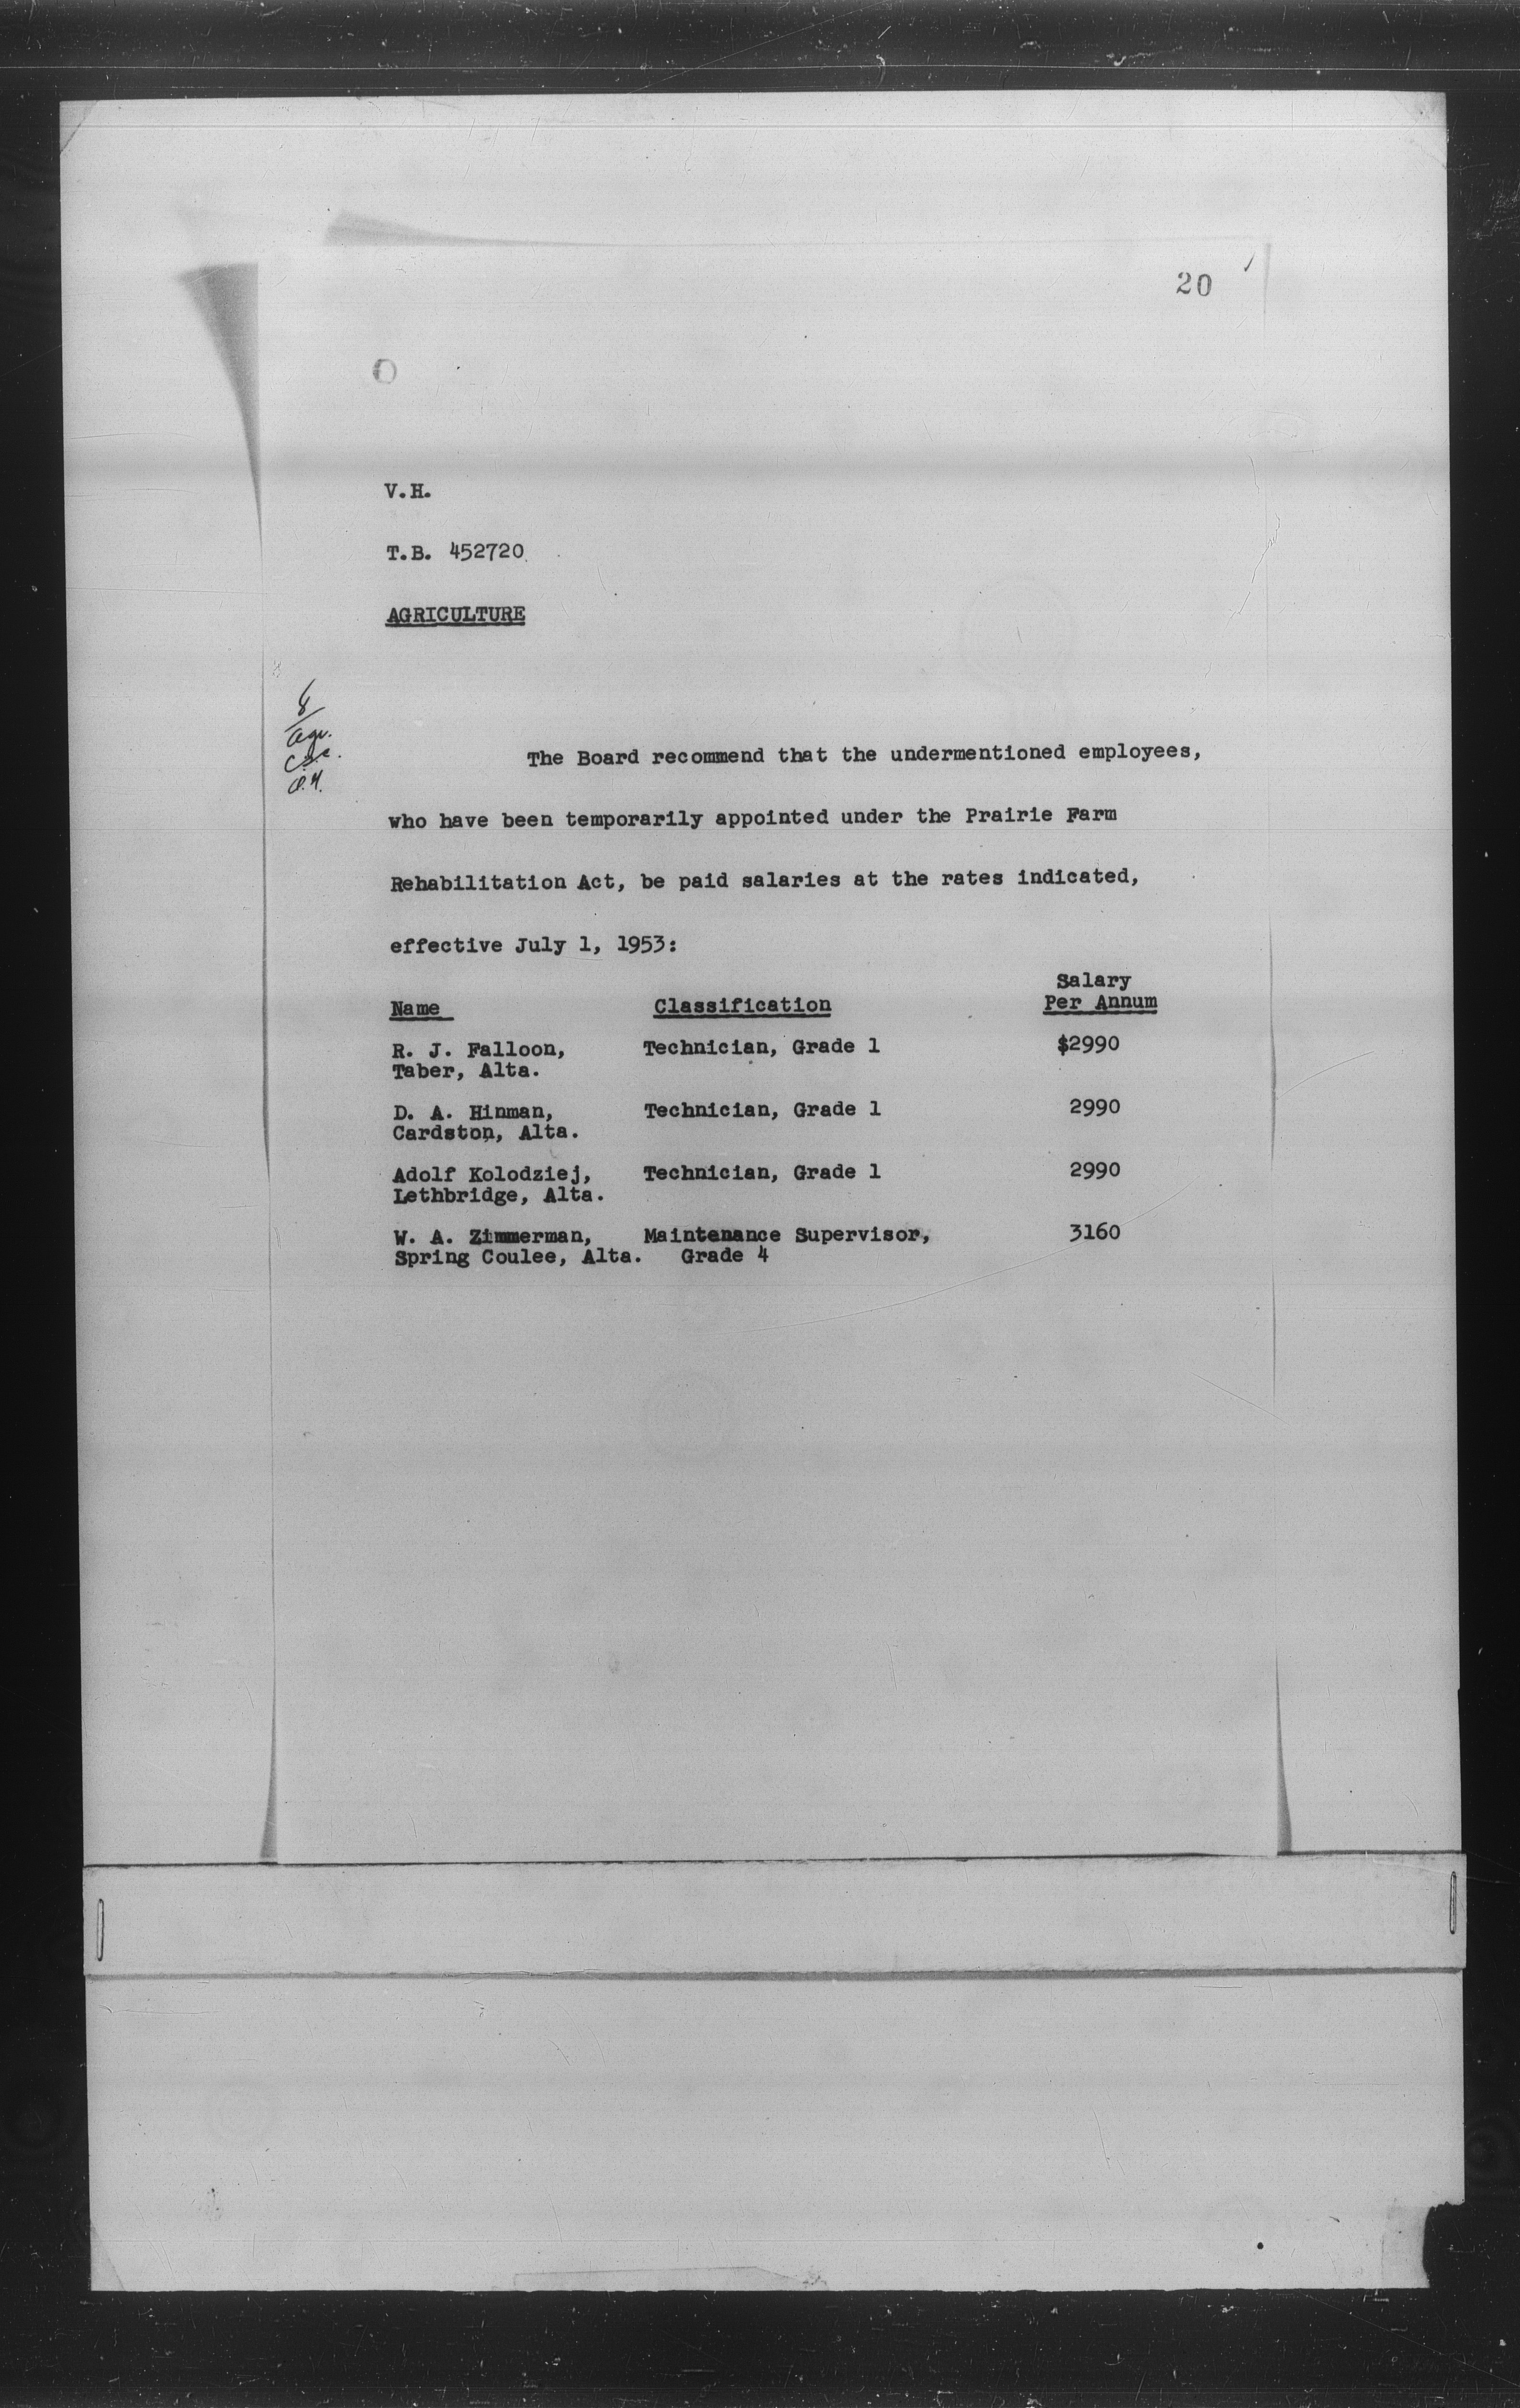 20
V.H.
T.B. 452720
AGRICULTURE
8
Agr.
The Board recommend that the undermentioned employees,
who have been temporarily appointed under the Prairie Farm
Rehabilitation Act, be paid salaries at the rates indicated,
effective July 1, 1953:
Salary
Name Classification Per Annum
R. J. Falloon, Technician, Grade 1 $2990
Taber, Alta.
D. A. Hinman, Technician, Grade 1 2990
Cardston, Alta.
Adolf Kolodziej, Technician, Grade 1 2990
Lethbridge, Alta.
W. A. Zimmerman, Maintenance Supervisor, 3160
Spring Coulee, Alta. Grade 4